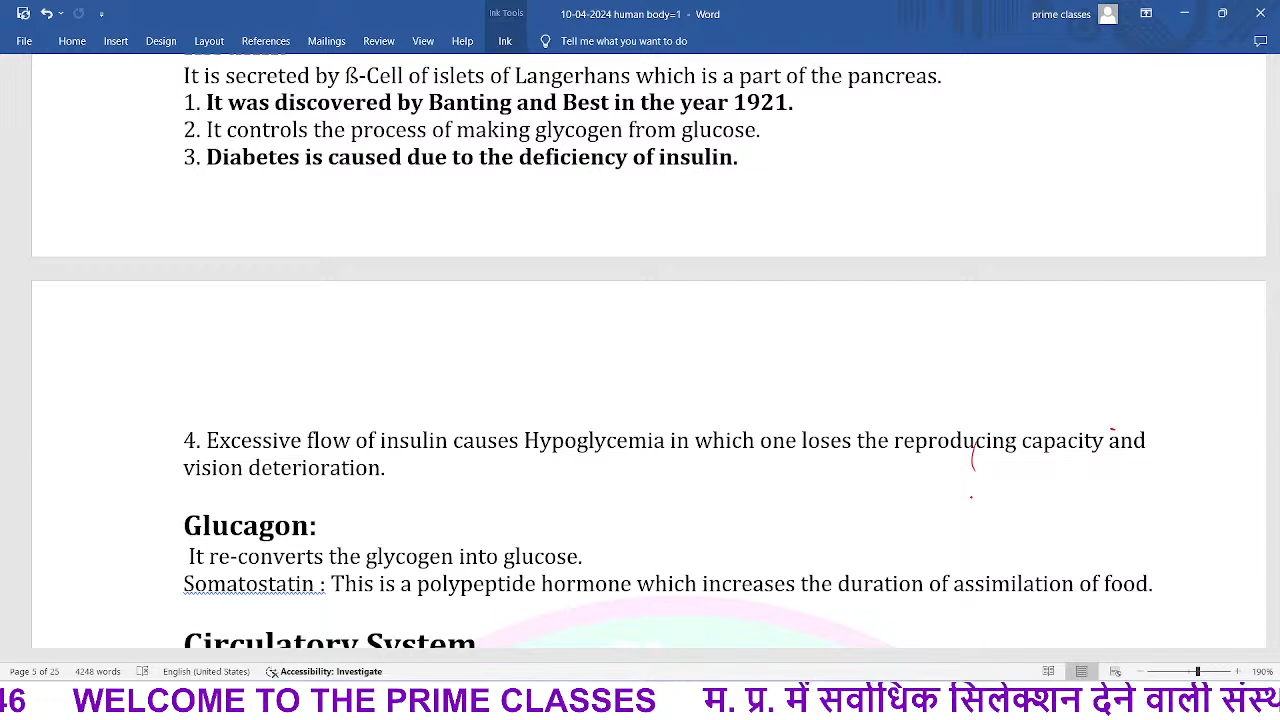 Ink Tools
10-04-2024 human body=1 - Word
prime classes
File Home Insert Design Layout References Mailings Review View Help Ink Tell me what you want to do
It is secreted by ß-Cell of islets of Langerhans which is a part of the pancreas.
1. It was discovered by Banting and Best in the year 1921.
2. It controls the process of making glycogen from glucose.
3. Diabetes is caused due to the deficiency of insulin.
4. Excessive flow of insulin causes Hypoglycemia in which one loses the reproducing capacity and
vision deterioration.
Glucagon:
It re-converts the glycogen into glucose.
Somatostatin : This is a polypeptide hormone which increases the duration of assimilation of food.
Circulatory System
Page 5 of 25 4248 words English (United States) Accessibility: Investigate 190%
46 WELCOME TO THE PRIME CLASSES म. प्र. में सर्वाधिक सिलेक्शन देने वाली संस्थ